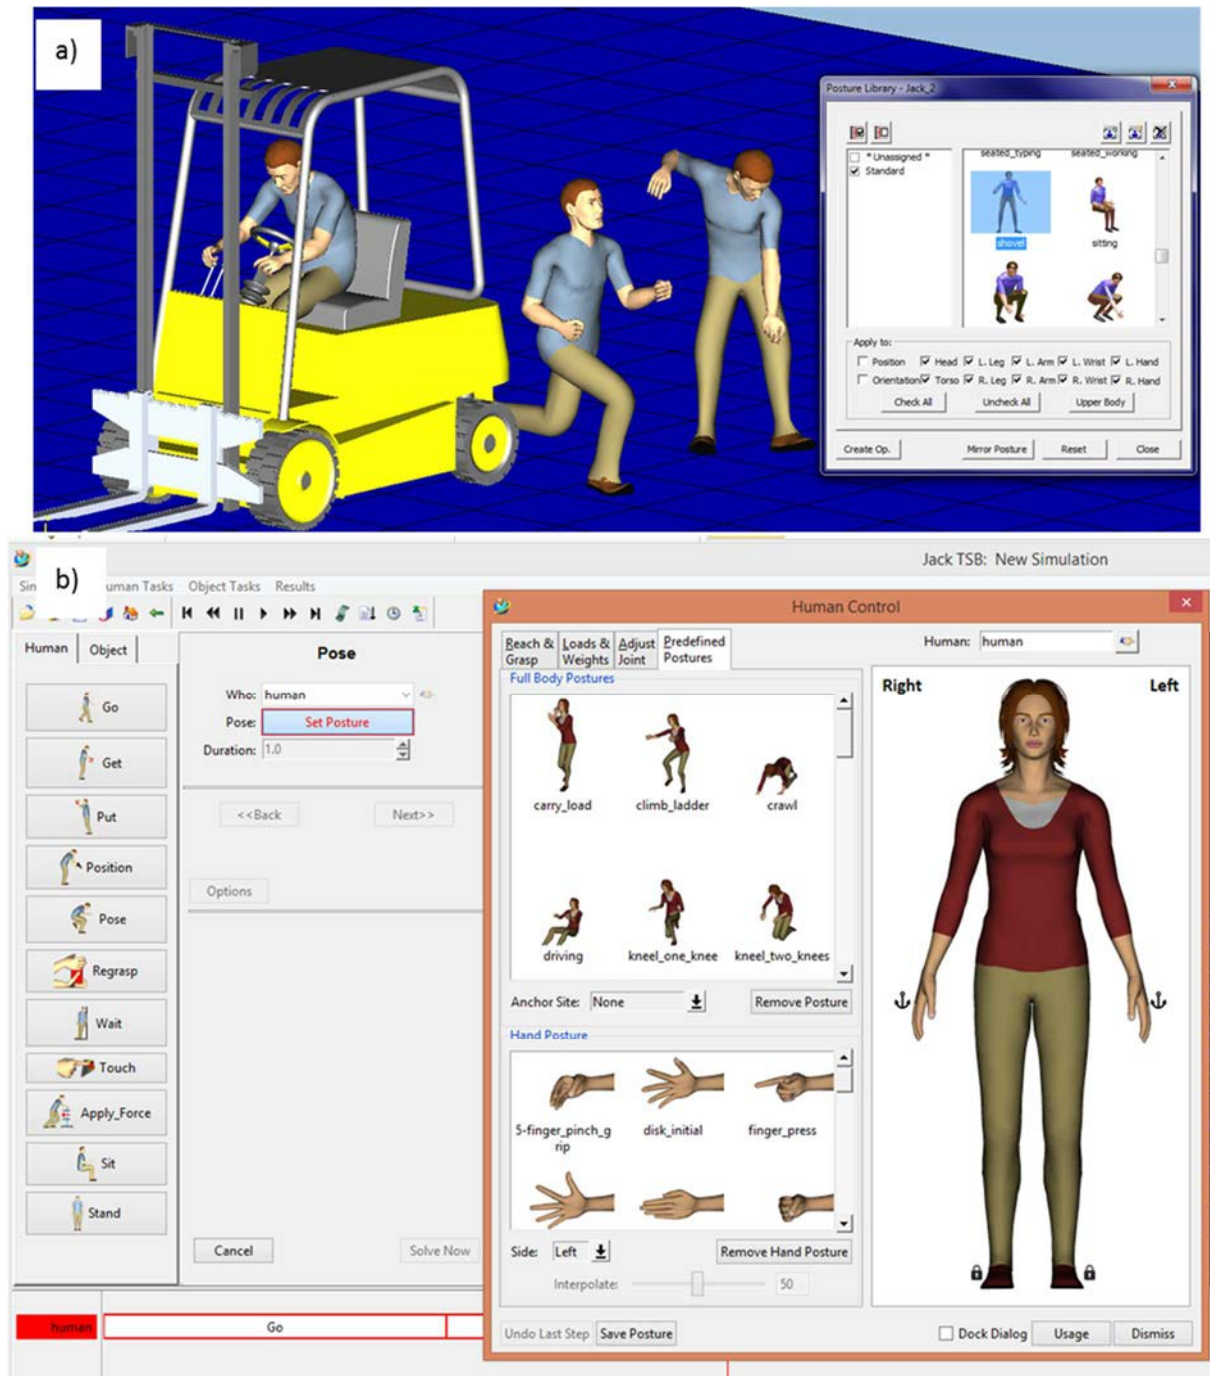 a)
Posture Library - Jack_2
* Unassigned *
Standard
seated_typing seated_working
shovel sitting
Apply to:
Position Head L. Leg L. Arm L. Wrist L. Hand
Orientation Torso R. Leg R. Arm R. Wrist R. Hand
Check All Uncheck All Upper Body
Create Op. Mirror Posture Reset Close
b)
Jack TSB: New Simulation
Object Tasks Results
Human Object
Go
Get
Put
Position
Pose
Regrasp
Wait
Touch
Apply_Force
Sit
Stand
Pose
Who: human
Pose: Set Posture
Duration: 1.0
<<Back Next>>
Options
Cancel Solve Now
human Go
Human Control
Reach & Grasp
Loads & Weights
Adjust Joint
Predefined Postures
Human: human
Full Body Postures
carry_load climb_ladder crawl
driving kneel_one_knee kneel_two_knees
Anchor Site: None Remove Posture
Hand Posture
5-finger_pinch_g
rip
disk_initial finger_press
Side: Left Remove Hand Posture
Interpolate: 50
Right Left
Undo Last Step Save Posture Dock Dialog Usage Dismiss